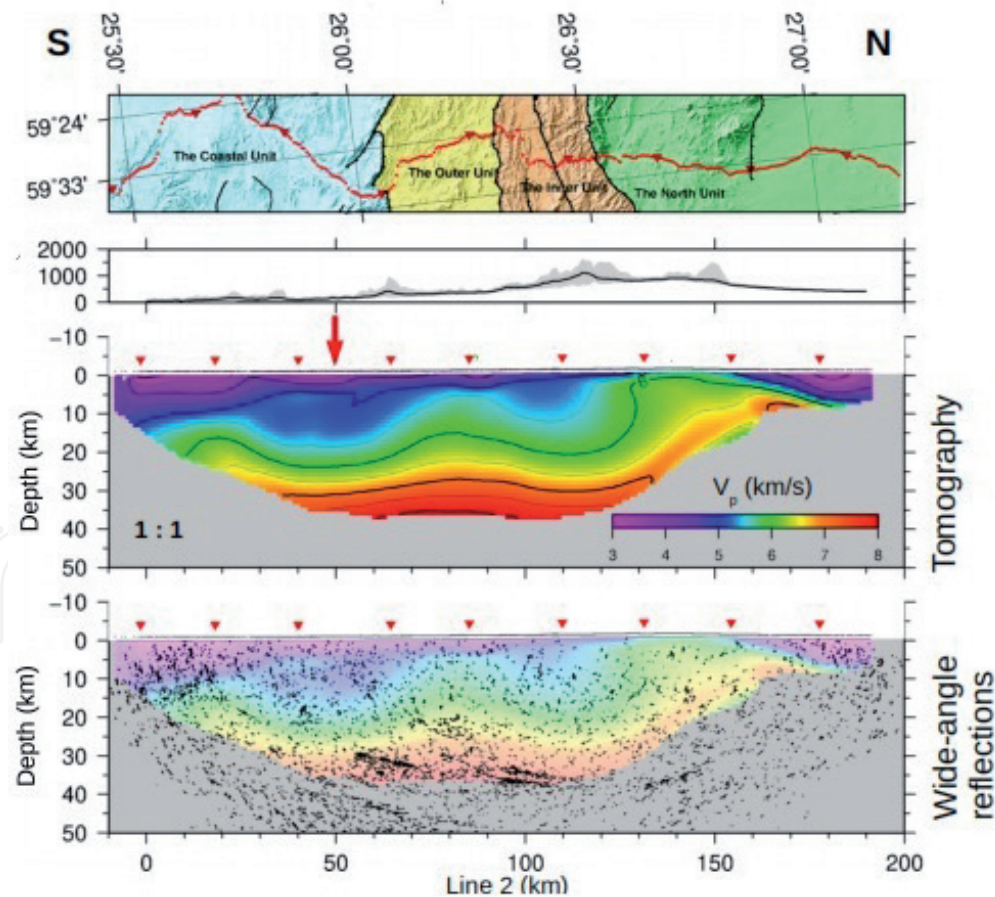 S
N
25°30'
26°00'
26°30'
27°00'
59°24'
59°33'
The Coastal Unit
The Outer Unit
The Inner Unit
The North Unit
2000
1000
0
−10
0
10
20
30
40
50
Depth (km)
1 : 1
Vp (km/s)
3 4 5 6 7 8
Tomography
−10
0
10
20
30
40
50
Depth (km)
Wide-angle
reflections
0 50 100 150 200
Line 2 (km)